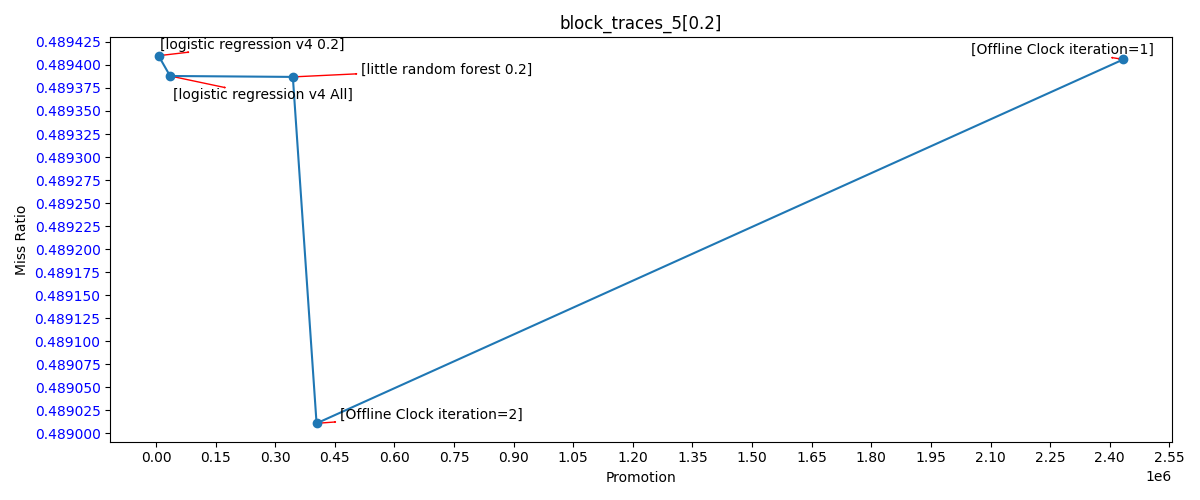 block_traces_5[0.2]
0.489425
0.489400
0.489375
0.489350
0.489325
0.489300
0.489275
0.489250
0.489225
0.489200
0.489175
0.489150
0.489125
0.489100
0.489075
0.489050
0.489025
0.489000
Miss Ratio
[logistic regression v4 0.2]
[little random forest 0.2]
[logistic regression v4 All]
[Offline Clock iteration=1]
[Offline Clock iteration=2]
0.00 0.15 0.30 0.45 0.60 0.75 0.90 1.05 1.20 1.35 1.50 1.65 1.80 1.95 2.10 2.25 2.40 2.55
1e6
Promotion